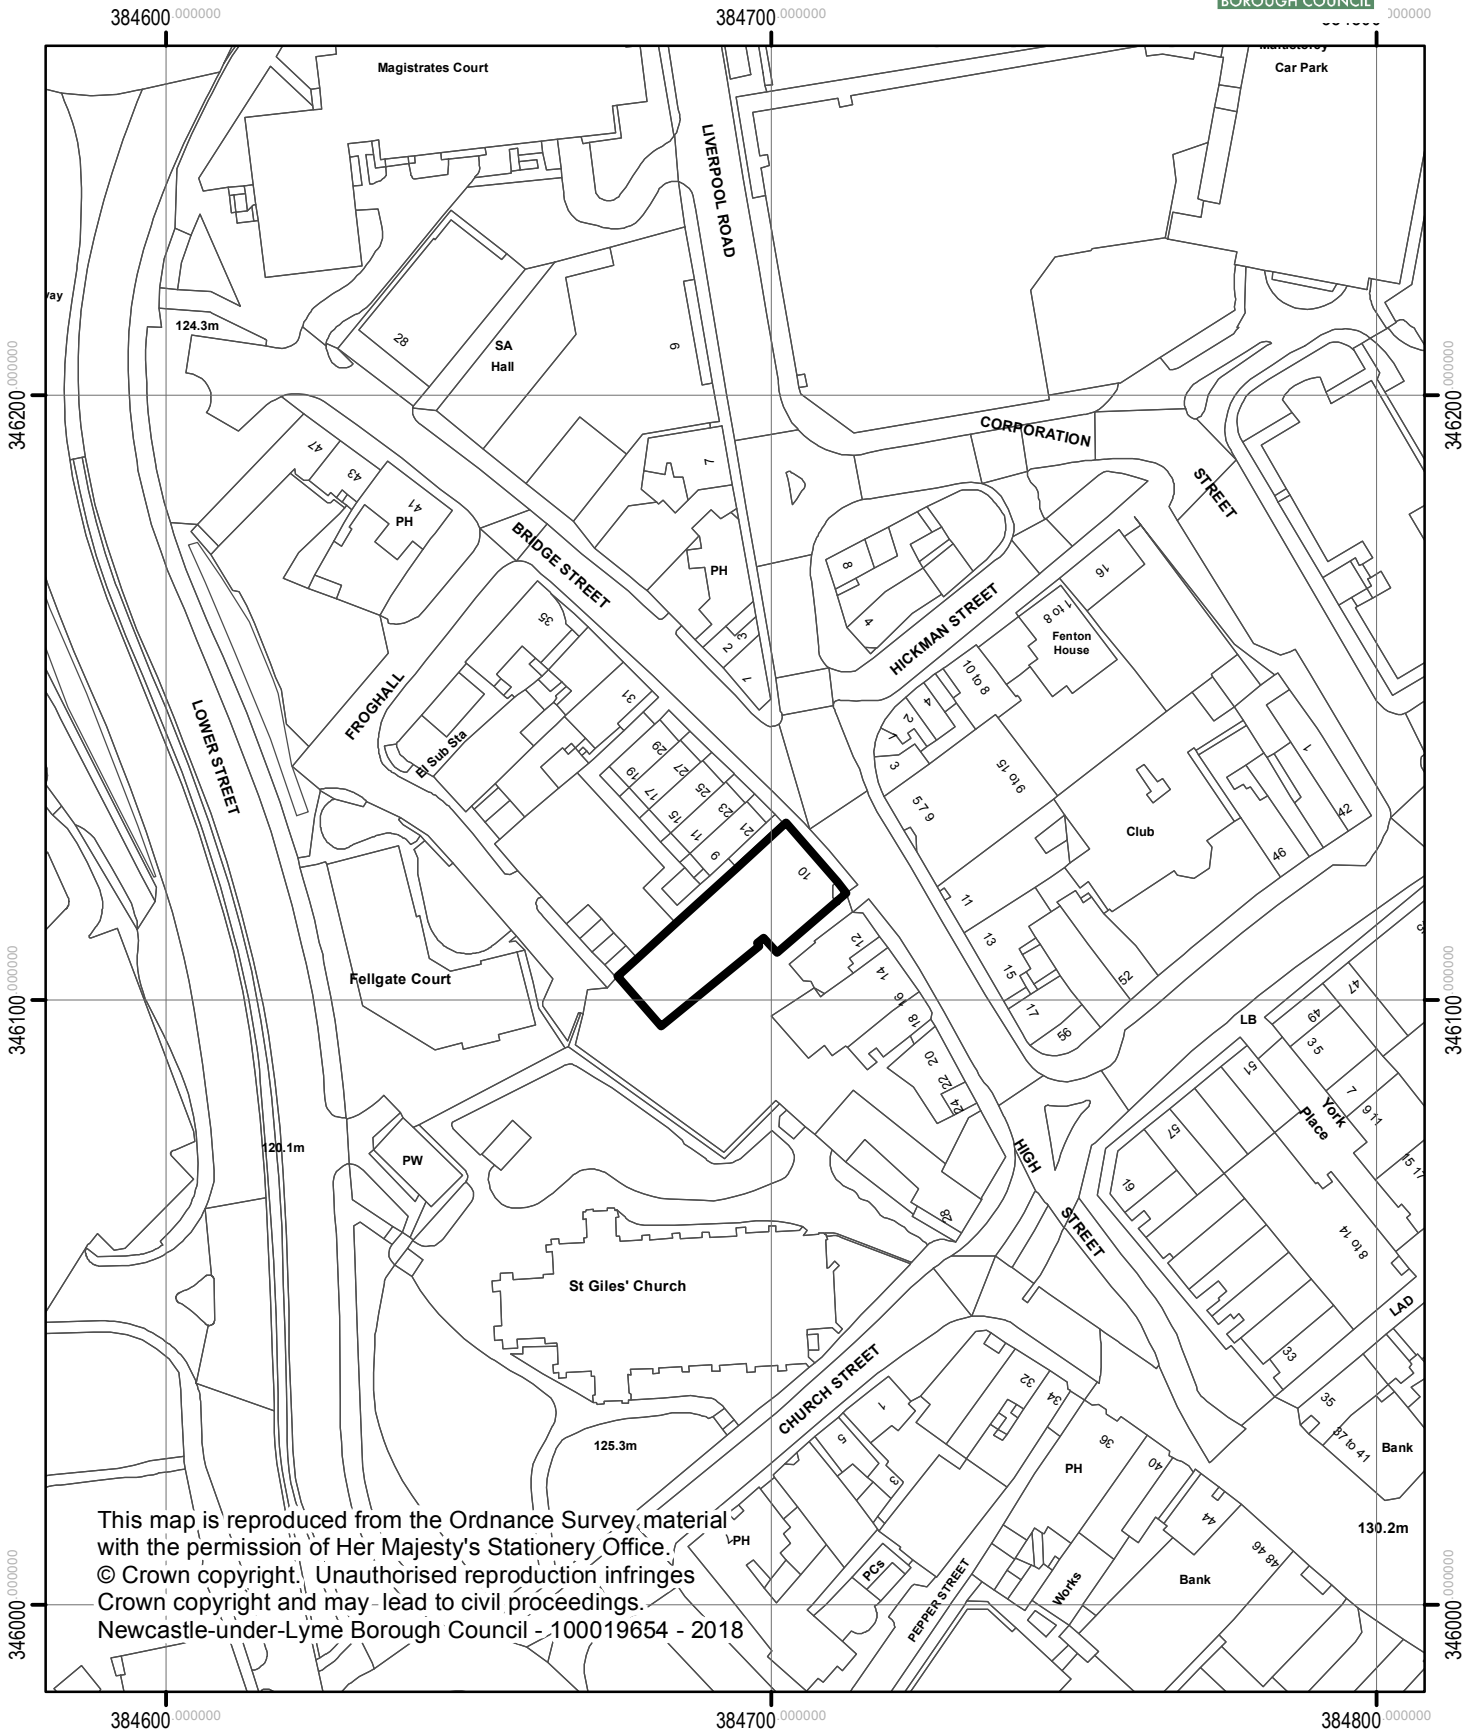 BOROUGH COUNCIL
384600.000000
384700.000000
000000
Magistrates Court
Car Park
LIVERPOOL ROAD
124.3m
28
SA
Hall
6
346200.000000
346200.000000
CORPORATION
STREET
47
43
41
PH
7
BRIDGE STREET
PH
8
4
HICKMAN STREET
16
1 to 8
Fenton
House
35
3
2
1
10 to 8
4
2
1
3
FROGHALL
LOWER STREET
El Sub Sta
31
29
27
25
23
21
19
17
15
11
9
9 to 15
5 7 9
1
42
46
Club
10
11
12
13
14
15
16
17
18
52
56
Fellgate Court
346100.000000
346100.000000
20
22
24
LB
47
49
3 5
51
7
9 11
York
Place
57
15 17
120.1m
PW
HIGH
STREET
19
28
8 to 14
St Giles' Church
LAD
33
35
37 to 41
Bank
CHURCH STREET
1
5
3
32
34
36
PH
40
44
48 46
125.3m
130.2m
PH
PCs
PEPPER STREET
Works
Bank
This map is reproduced from the Ordnance Survey material
with the permission of Her Majesty's Stationery Office.
© Crown copyright. Unauthorised reproduction infringes
Crown copyright and may lead to civil proceedings.
Newcastle-under-Lyme Borough Council - 100019654 - 2018
346000.000000
346000.000000
384600.000000
384700.000000
384800.000000